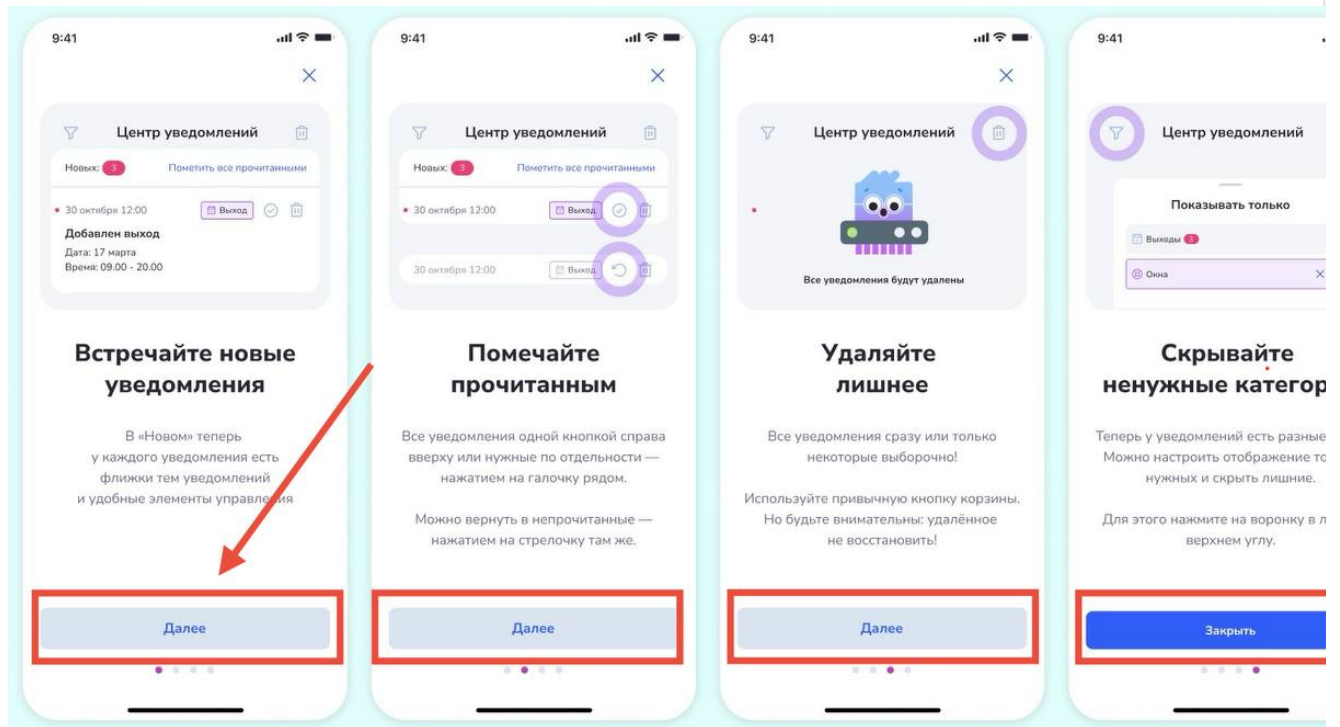 9:41
Центр уведомлений
Новых: 3 Пометить все прочитанными
30 октября 12:00 Выход
Добавлен выход
Дата: 17 марта
Время: 09.00 - 20.00
Встречайте новые
уведомления
В «Новом» теперь
у каждого уведомления есть
флижки тем уведомлений
и удобные элементы управления
Далее
9:41
Центр уведомлений
Новых: 3 Пометить все прочитанными
30 октября 12:00 Выход
30 октября 12:00 Выход
Помечайте
прочитанным
Все уведомления одной кнопкой справа
вверху или нужные по отдельности —
нажатием на галочку рядом.
Можно вернуть в непрочитанные —
нажатием на стрелочку там же.
Далее
9:41
Центр уведомлений
Все уведомления будут удалены
Удаляйте
лишнее
Все уведомления сразу или только
некоторые выборочно!
Используйте привычную кнопку корзины.
Но будьте внимательны: удалённое
не восстановить!
Далее
9:41
Центр уведомлений
Показывать только
Выходы 3
Окна
Скрывайте
ненужные категор
Теперь у уведомлений есть разные
Можно настроить отображение то
нужных и скрыть лишние.
Для этого нажмите на воронку в л
верхнем углу.
Закрыть